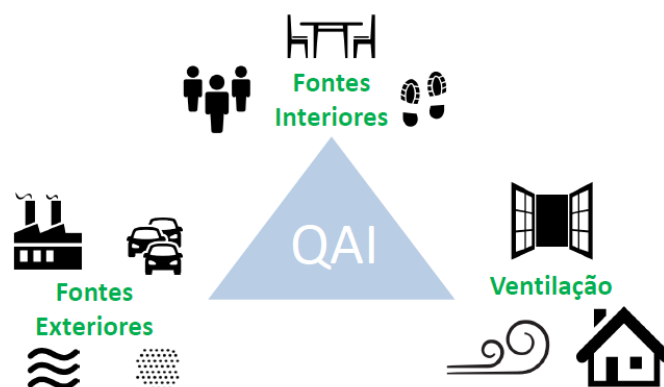 Fontes
Interiores
QAI
Fontes
Exteriores
Ventilação